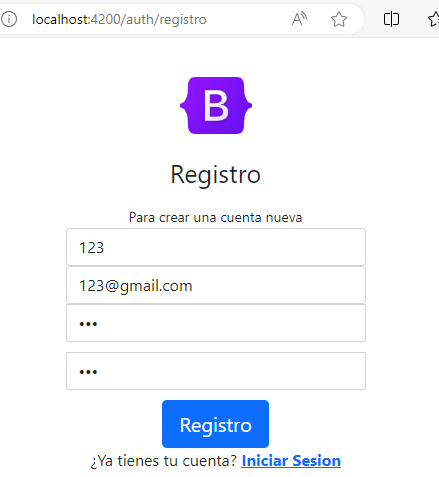 localhost:4200/auth/registro
B
Registro
Para crear una cuenta nueva
123
123@gmail.com
•••
•••
Registro
¿Ya tienes tu cuenta? Iniciar Sesion